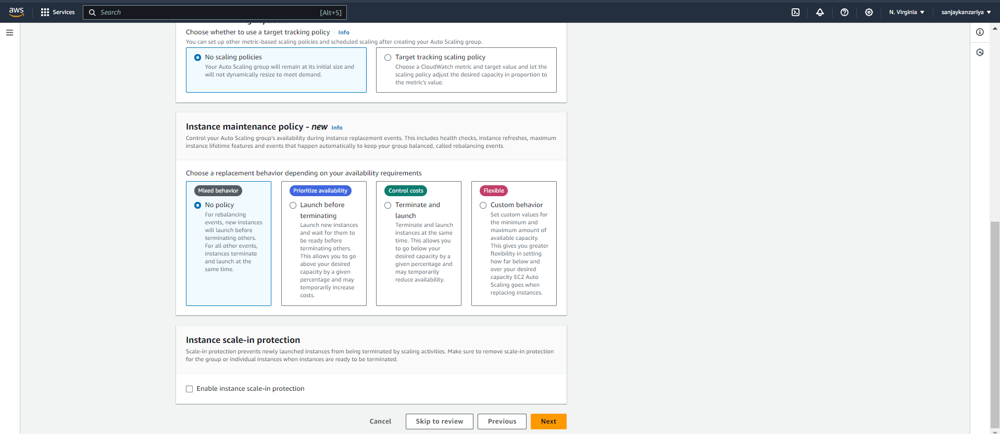 aws
Services
Search
[Alt+S]
N. Virginia
sanjaykanzariya
Choose whether to use a target tracking policy
Info
You can set up other metric-based scaling policies and scheduled scaling after creating your Auto Scaling group.
No scaling policies
Your Auto Scaling group will remain at its initial size and
will not dynamically resize to meet demand.
Target tracking scaling policy
Choose a CloudWatch metric and target value and let the
scaling policy adjust the desired capacity in proportion to
the metric's value.
Instance maintenance policy - new Info
Control your Auto Scaling group's availability during instance replacement events. This includes health checks, instance refreshes, maximum
instance lifetime features and events that happen automatically to keep your group balanced, called rebalancing events.
Choose a replacement behavior depending on your availability requirements
Mixed behavior
No policy
For rebalancing
events, new instances
will launch before
terminating others.
For all other events,
instances terminate
and launch at the
same time.
Prioritize availability
Launch before
terminating
Launch new instances
and wait for them to
be ready before
terminating others.
This allows you to go
above your desired
capacity by a given
percentage and may
temporarily increase
costs.
Control costs
Terminate and
launch
Terminate and launch
instances at the same
time. This allows you
to go below your
desired capacity by a
given percentage and
may temporarily
reduce availability.
Flexible
Custom behavior
Set custom values for
the minimum and
maximum amount of
available capacity.
This gives you greater
flexibility in setting
how far below and
over your desired
capacity EC2 Auto
Scaling goes when
replacing instances.
Instance scale-in protection
Scale-in protection prevents newly launched instances from being terminated by scaling activities. Make sure to remove scale-in protection
for the group or individual instances when instances are ready to be terminated.
Enable instance scale-in protection
Cancel
Skip to review
Previous
Next